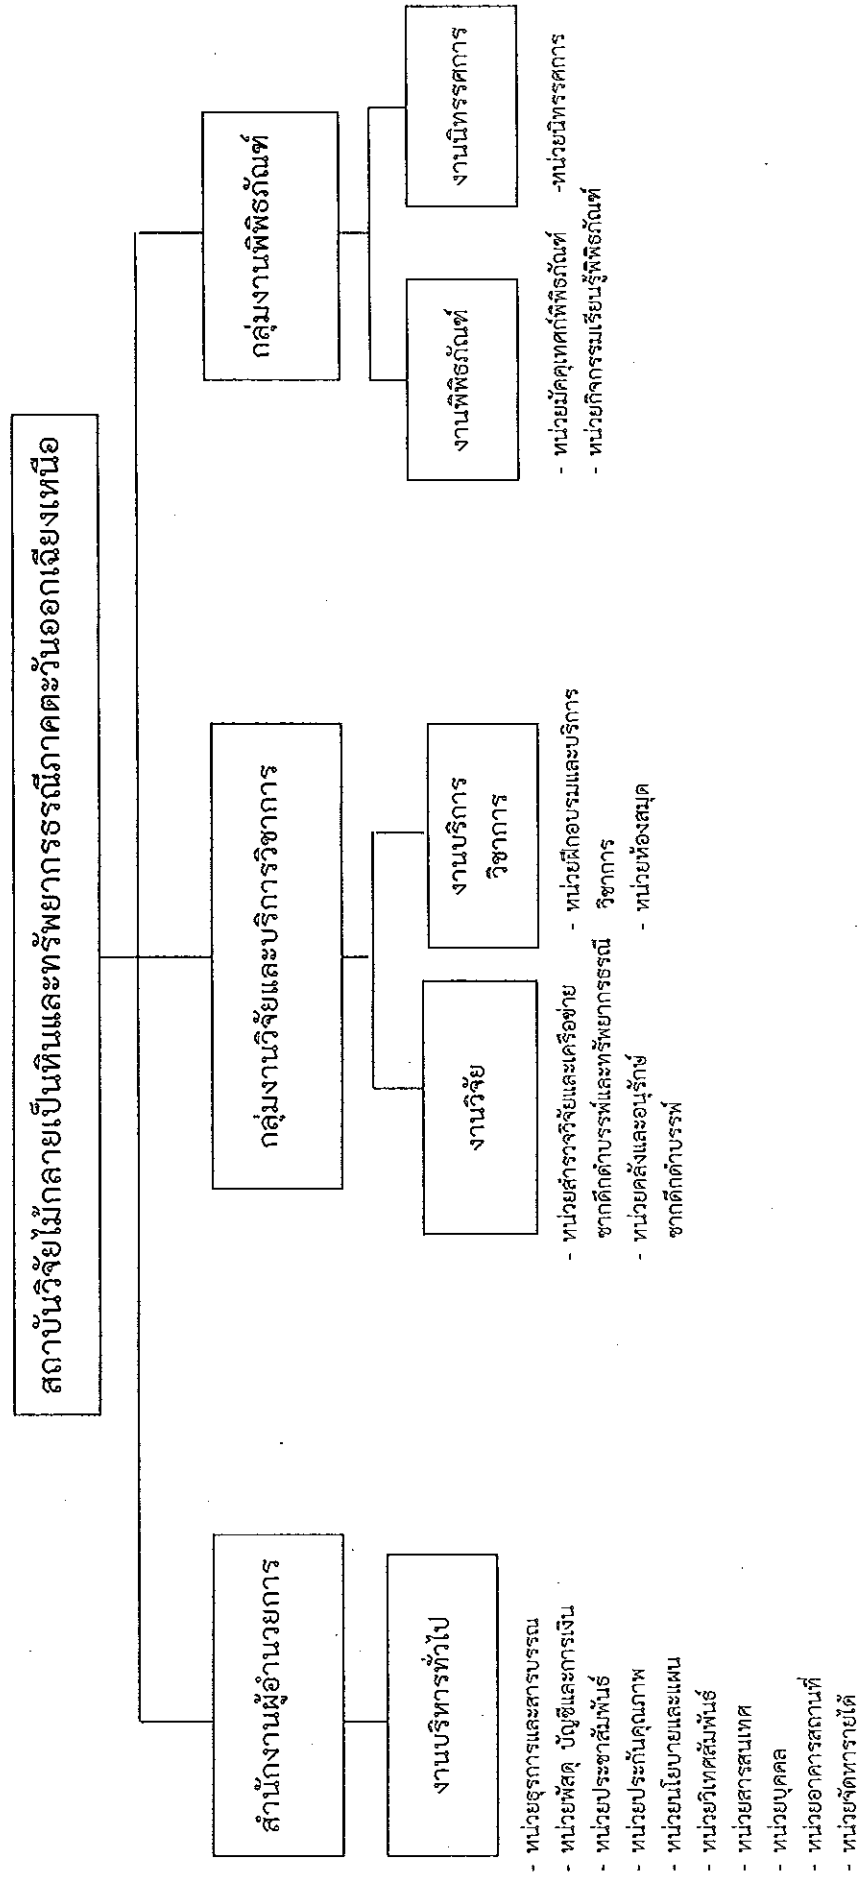 สถาบันวิจัยไม้กลายเป็นหินและทรัพยากรธรณีภาคตะวันออกเฉียงเหนือ
สำนักงานผู้อำนวยการ
งานบริหารทั่วไป
- หน่วยธุรการและสารบรรณ
- หน่วยพัสดุ บัญชีและการเงิน
- หน่วยประชาสัมพันธ์
- หน่วยประกันคุณภาพ
- หน่วยนโยบายและแผน
- หน่วยวิเทศสัมพันธ์
- หน่วยสารสนเทศ
- หน่วยบุคคล
- หน่วยอาคารสถานที่
- หน่วยจัดหารายได้
กลุ่มงานวิจัยและบริการวิชาการ
งานวิจัย
- หน่วยสำรวจวิจัยและเครือข่าย
ซากดึกดำบรรพ์และทรัพยากรธรณี
- หน่วยคลังและอนุรักษ์
ซากดึกดำบรรพ์
งานบริการ
วิชาการ
- หน่วยฝึกอบรมและบริการ
วิชาการ
- หน่วยห้องสมุด
กลุ่มงานพิพิธภัณฑ์
งานพิพิธภัณฑ์
- หน่วยมัคคุเทศก์พิพิธภัณฑ์
- หน่วยกิจกรรมเรียนรู้พิพิธภัณฑ์
งานนิทรรศการ
-หน่วยนิทรรศการ